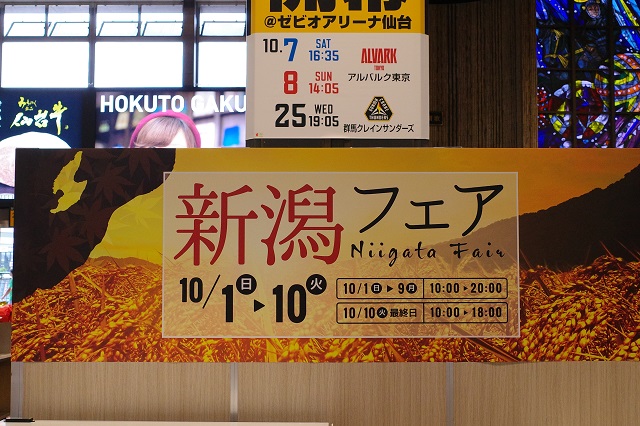 @ゼビオアリーナ仙台
10.7 SAT 16:35 ALVARK TOKYO アルバルク東京
8 SUN 14:05
25 WED 19:05 群馬クレインサンダーズ
仙台牛
HOKUTO GAKU
新潟フェア
Niigata Fair
10/1日▶10火
10/1日▶9月 10:00▶20:00
10/10火最終日 10:00▶18:00